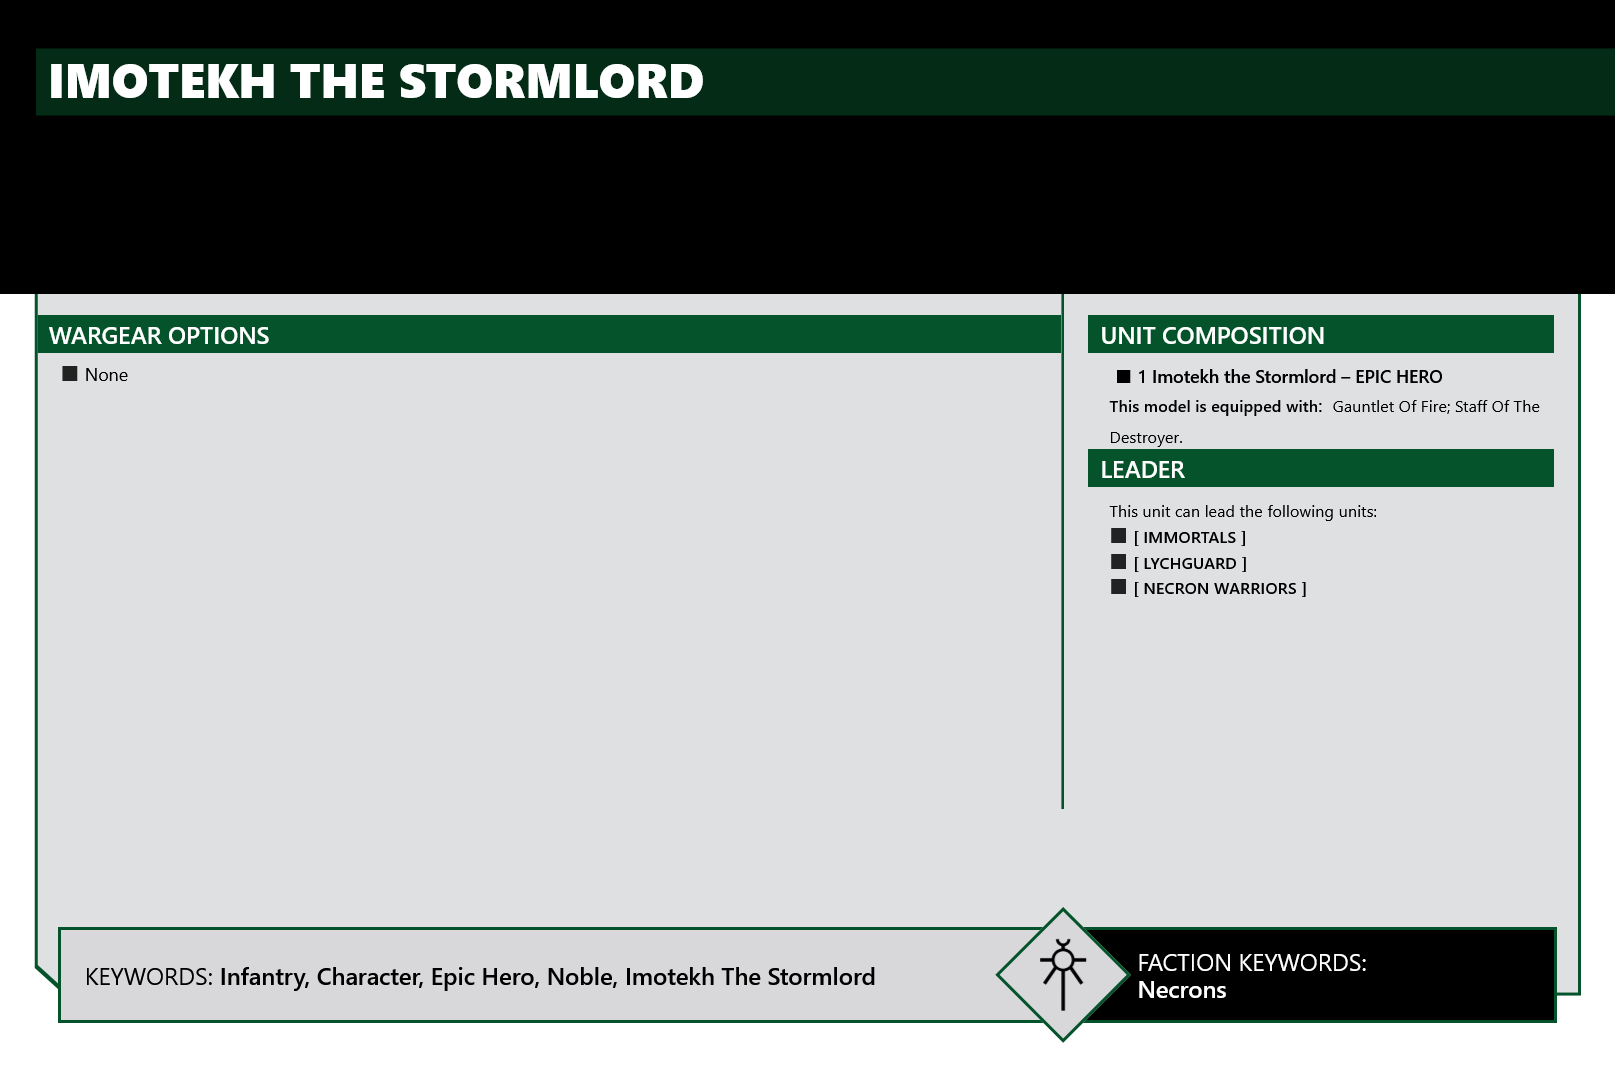 IMOTEKH THE STORMLORD
WARGEAR OPTIONS
None
UNIT COMPOSITION
1 Imotekh the Stormlord – EPIC HERO
This model is equipped with: Gauntlet Of Fire; Staff Of The
Destroyer.
LEADER
This unit can lead the following units:
[ IMMORTALS ]
[ LYCHGUARD ]
[ NECRON WARRIORS ]
KEYWORDS: Infantry, Character, Epic Hero, Noble, Imotekh The Stormlord
FACTION KEYWORDS:
Necrons